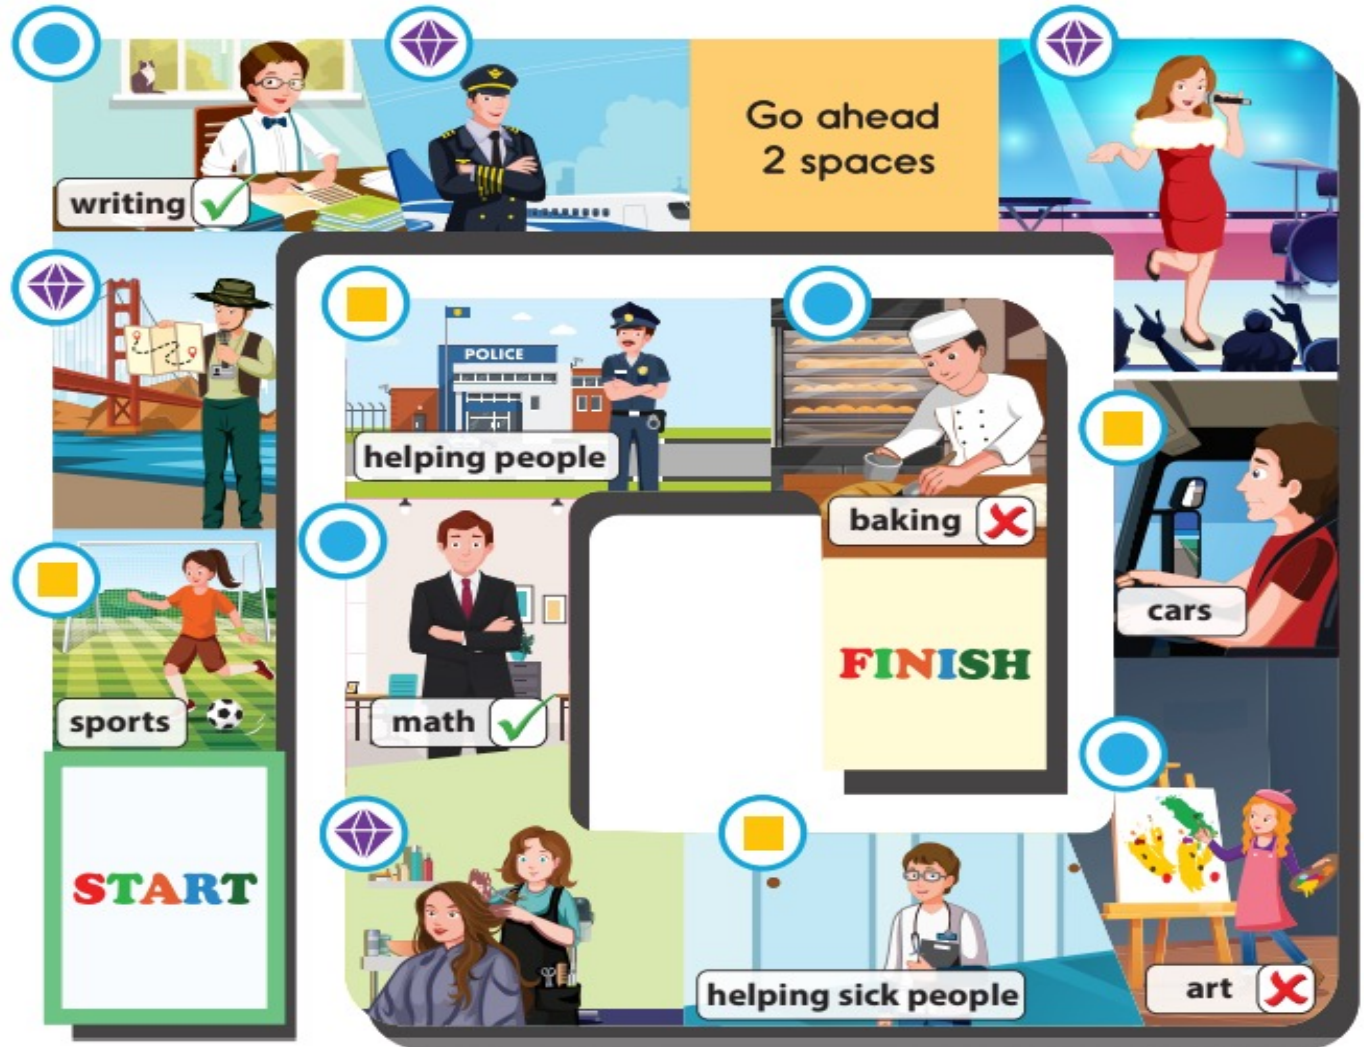 writing
Go ahead
2 spaces
POLICE
helping people
baking
cars
sports
math
FINISH
START
helping sick people
art